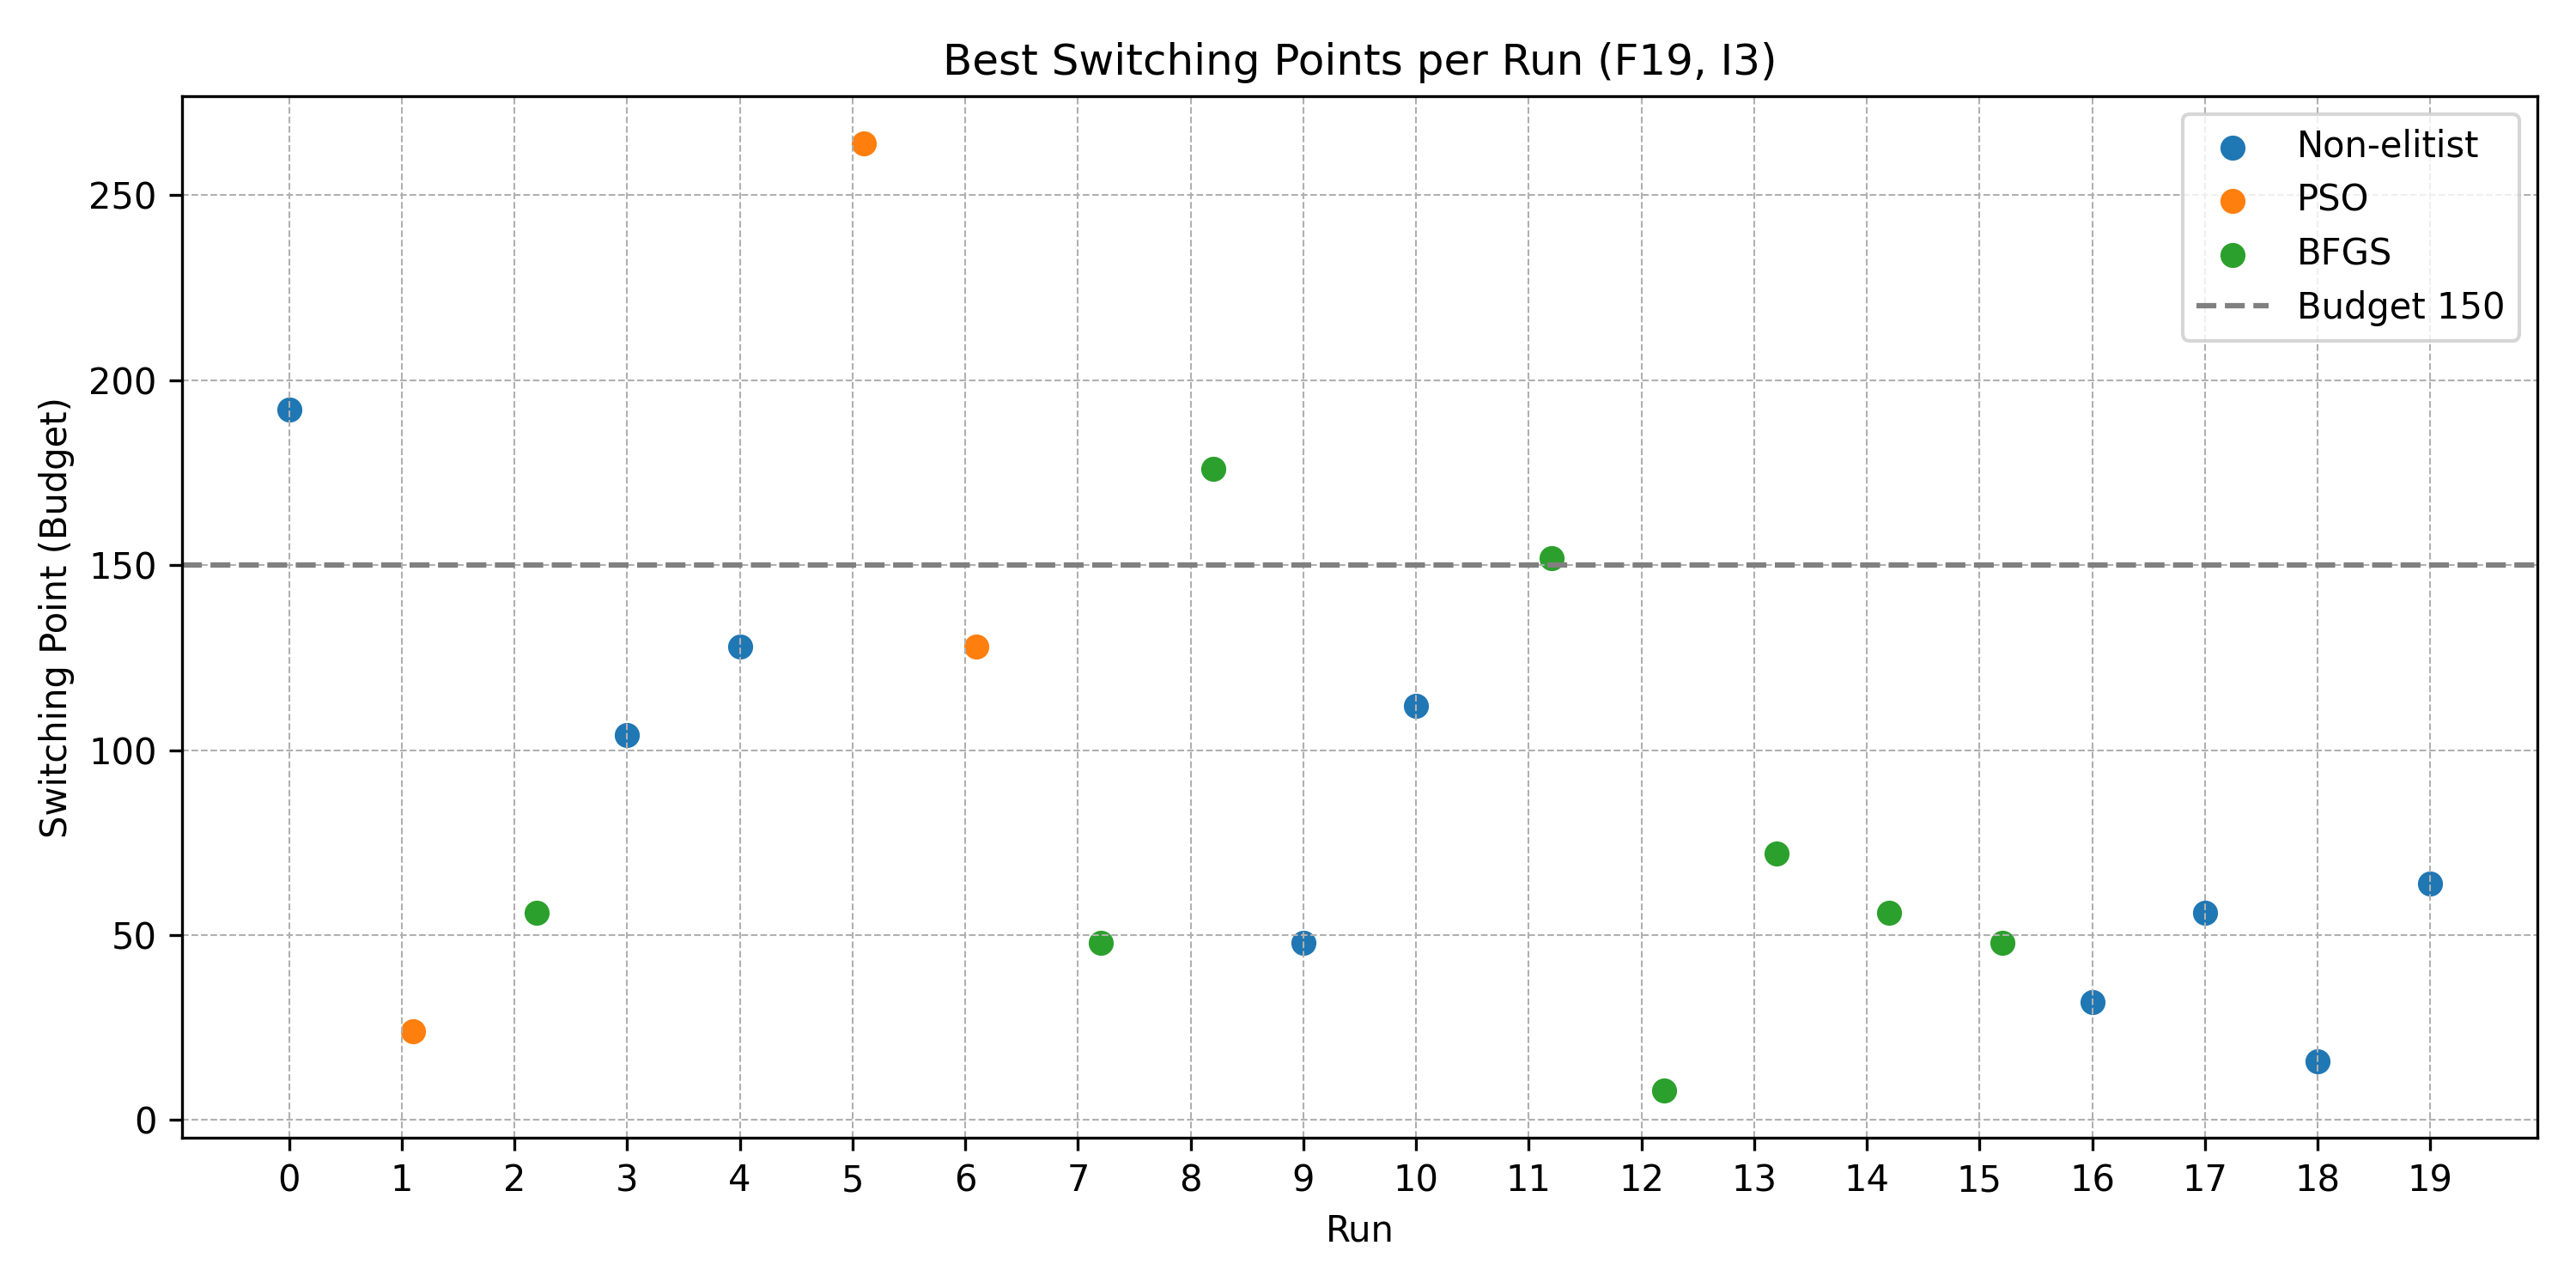 Best Switching Points per Run (F19, I3)
Non-elitist
PSO
BFGS
Budget 150
Switching Point (Budget)
250
200
150
100
50
0
0 1 2 3 4 5 6 7 8 9 10 11 12 13 14 15 16 17 18 19
Run